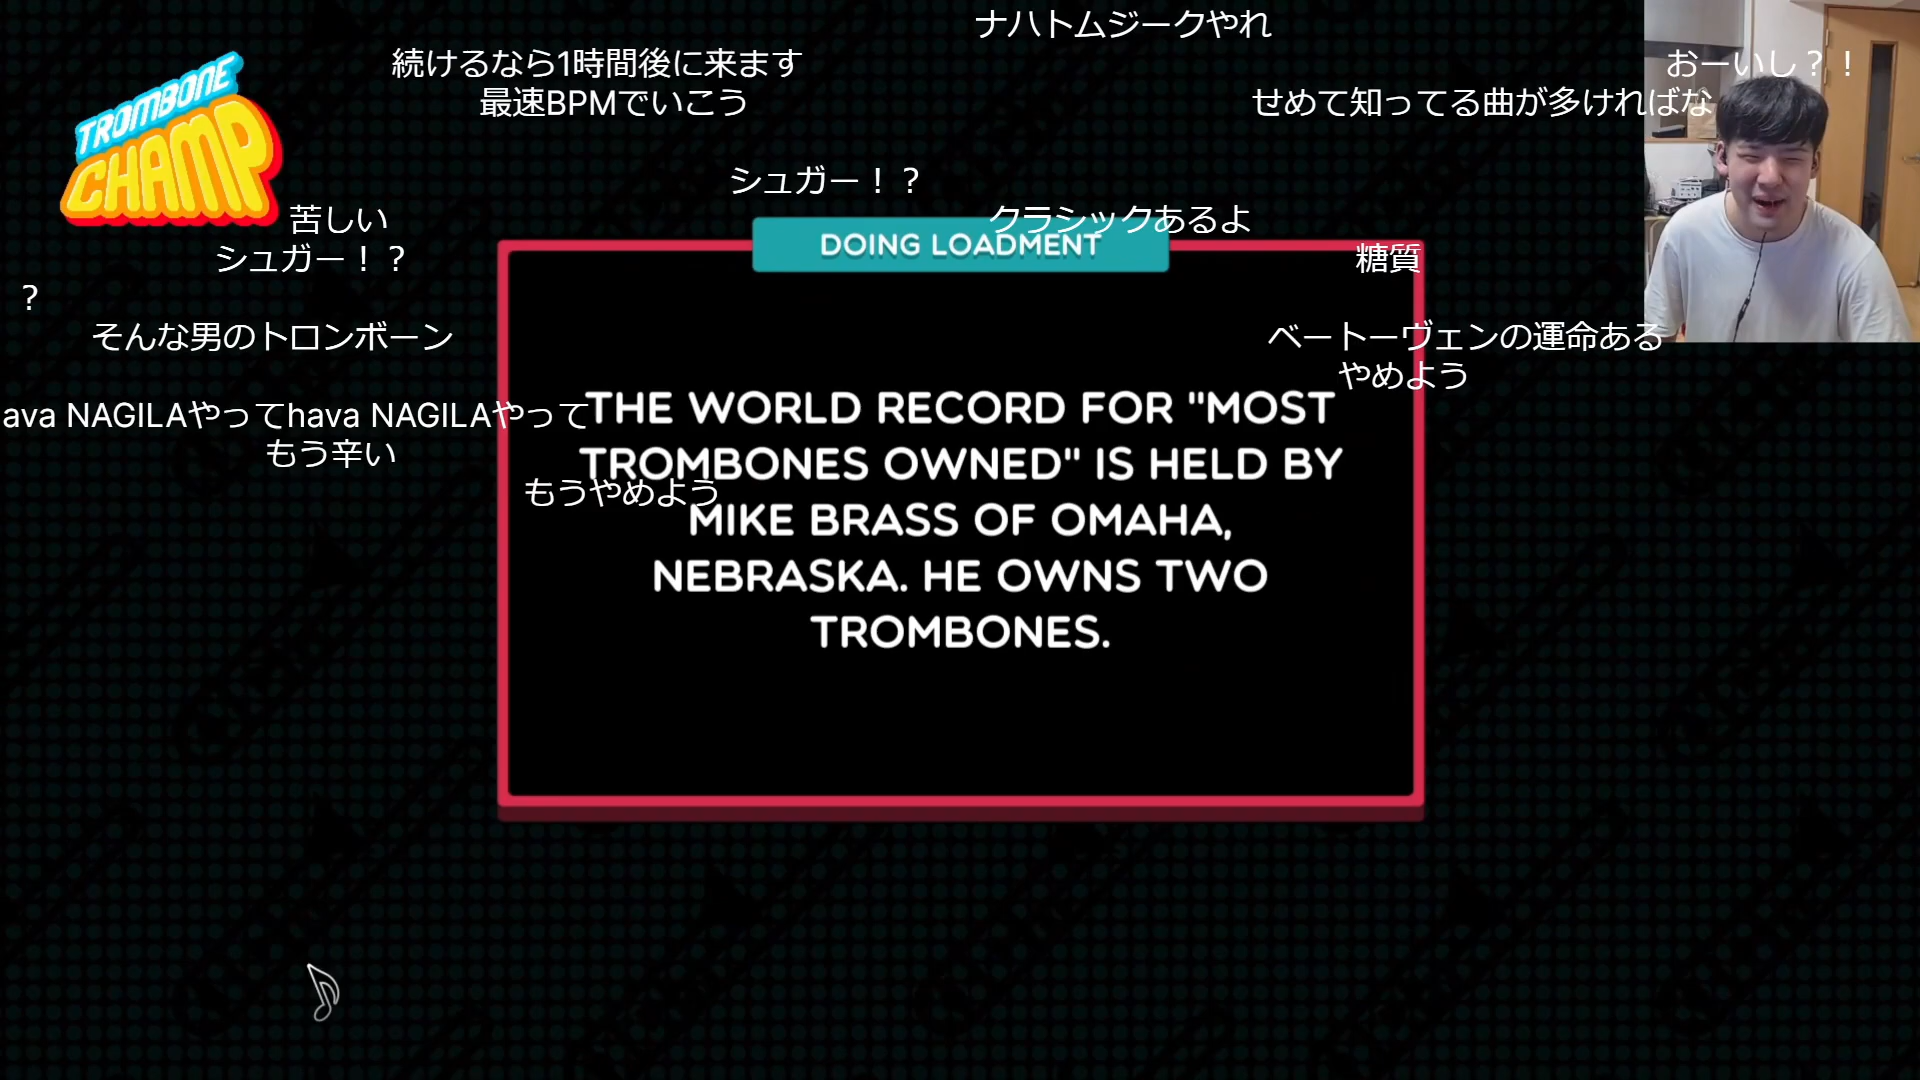 ナハトムジークやれ
続けるなら1時間後に来ます
おーいし？！
最速BPMでいこう
せめて知ってる曲が多ければな
TROMBONE
CHAMP
シュガー！？
苦しい
クラシックあるよ
DOING LOADMENT
シュガー！？
糖質
？
そんな男のトロンボーン
ベートーヴェンの運命ある
やめよう
ava NAGILAやってhava NAGILAやって
もう辛い
もうやめよう
THE WORLD RECORD FOR "MOST
TROMBONES OWNED" IS HELD BY
MIKE BRASS OF OMAHA,
NEBRASKA. HE OWNS TWO
TROMBONES.